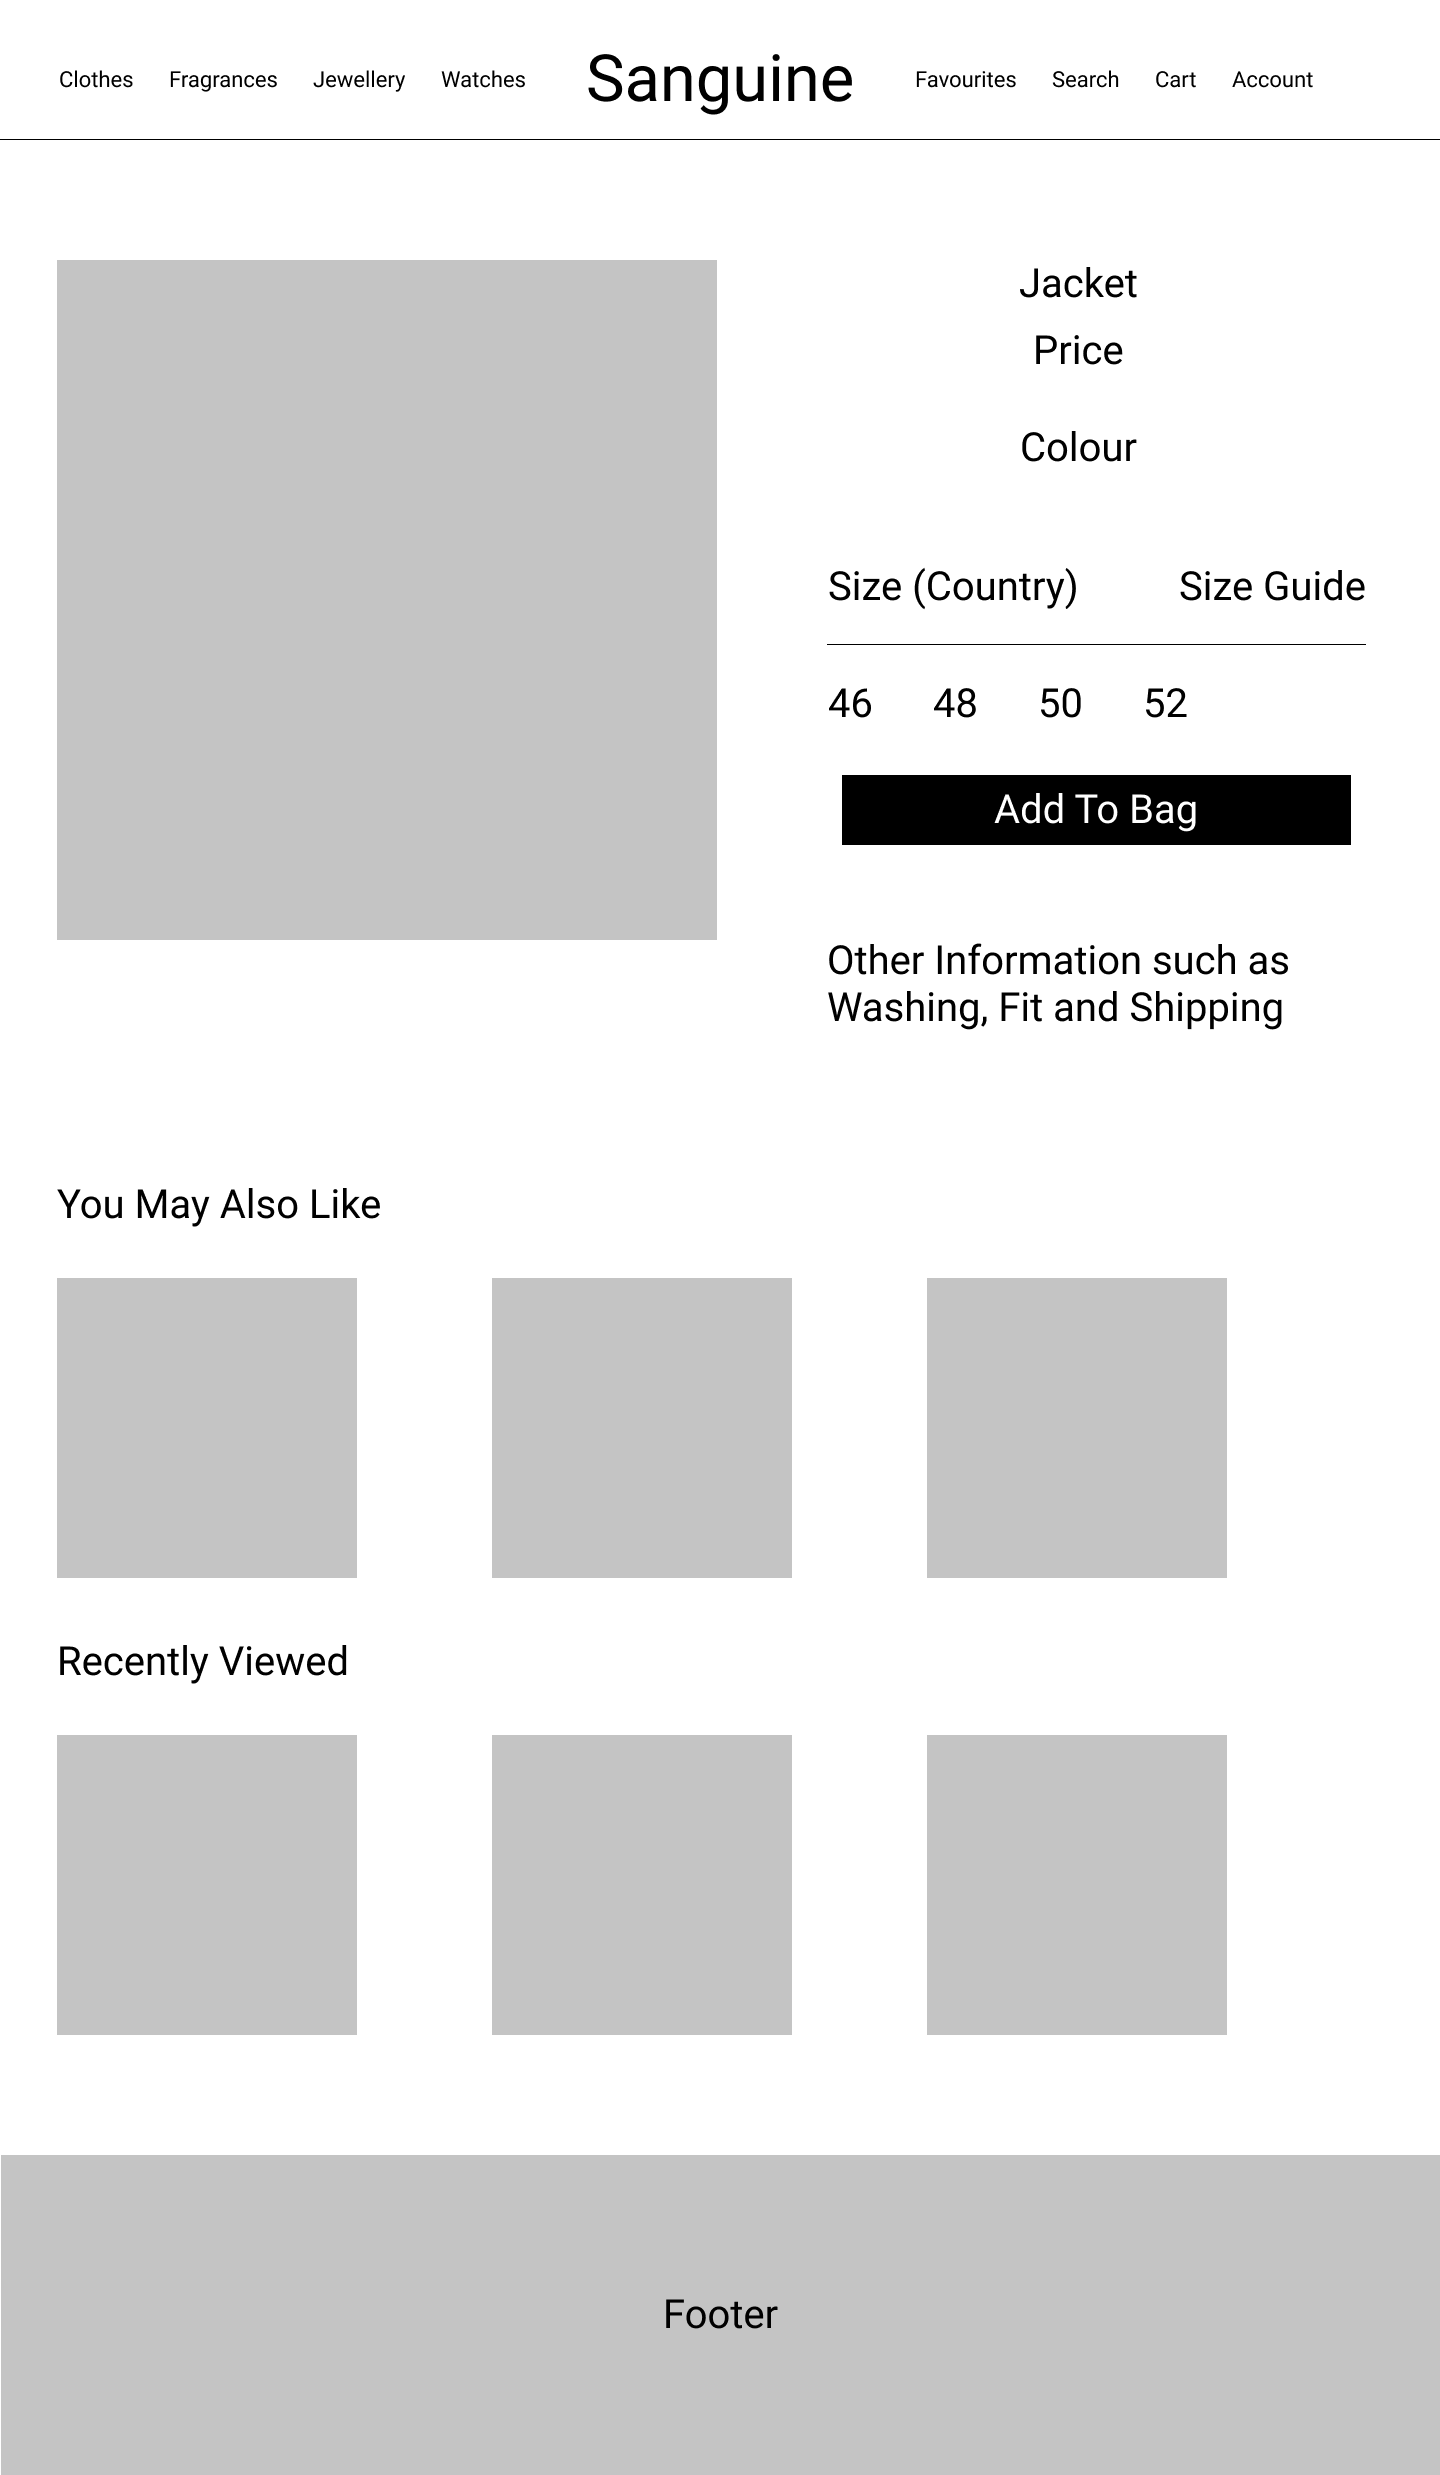 Clothes Fragrances Jewellery Watches Sanguine Favourites Search Cart Account
Jacket
Price
Colour
Size (Country) Size Guide
46 48 50 52
Add To Bag
Other Information such as
Washing, Fit and Shipping
You May Also Like
Recently Viewed
Footer